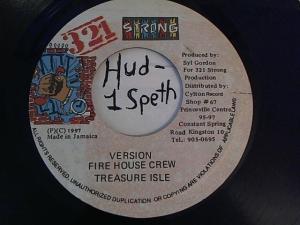 321
STRONG
Hud-
1 Speth
Produced by:
Syl Gordon
For 321 Strong
Production
Distributed by:
Cylton Record
Shop # 67
Princeville Centre
95-97
Constant Spring
Road Kingston 10
Tel: 905-0695
(P)(C) 1997
Made in Jamaica
VERSION
FIRE HOUSE CREW
TREASURE ISLE
ALL RIGHTS RESERVED, UNAUTHORIZED DUPLICATION OR COPYING ARE VIOLATIONS OF APPLICABLE LAWS